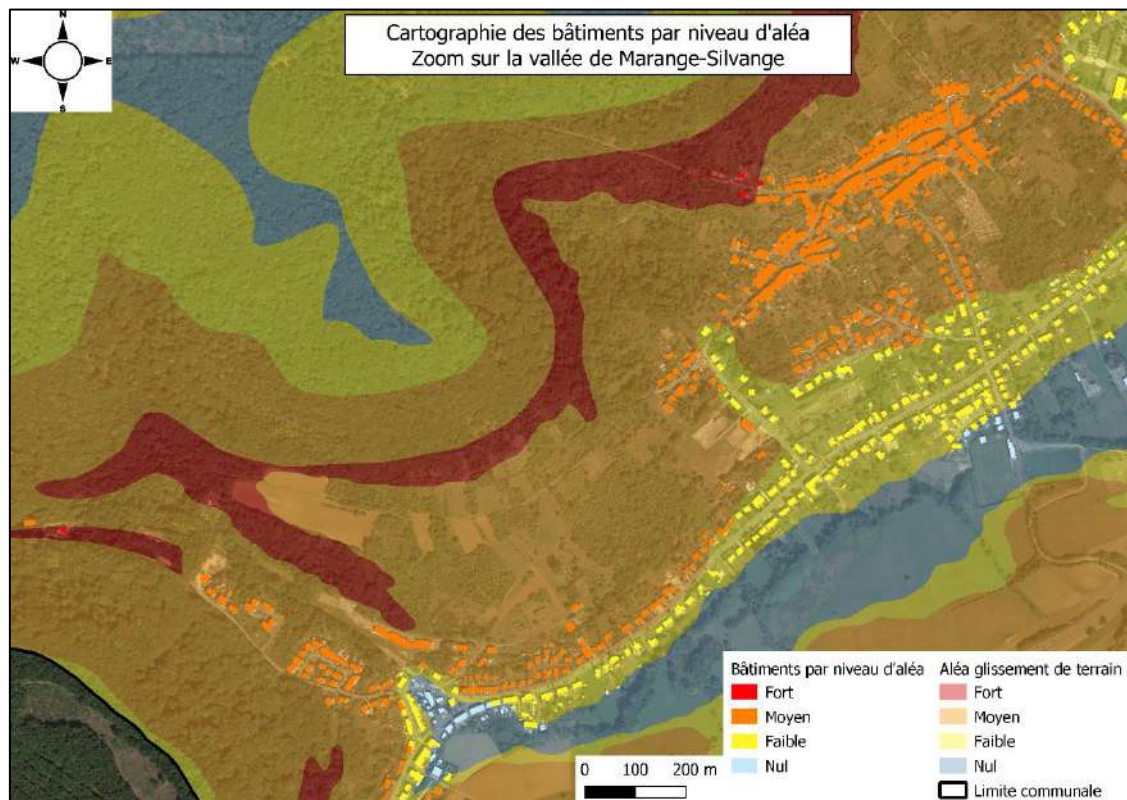 Cartographie des bâtiments par niveau d'aléa
Zoom sur la vallée de Marange-Silvange
N
W
E
S
Bâtiments par niveau d'aléa
Fort
Moyen
Faible
Nul
Aléa glissement de terrain
Fort
Moyen
Faible
Nul
Limite communale
0 100 200 m